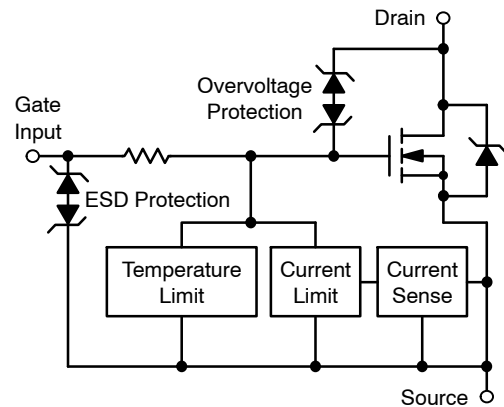 Drain
Overvoltage
Protection
Gate
Input
ESD Protection
Temperature
Limit
Current
Limit
Current
Sense
Source